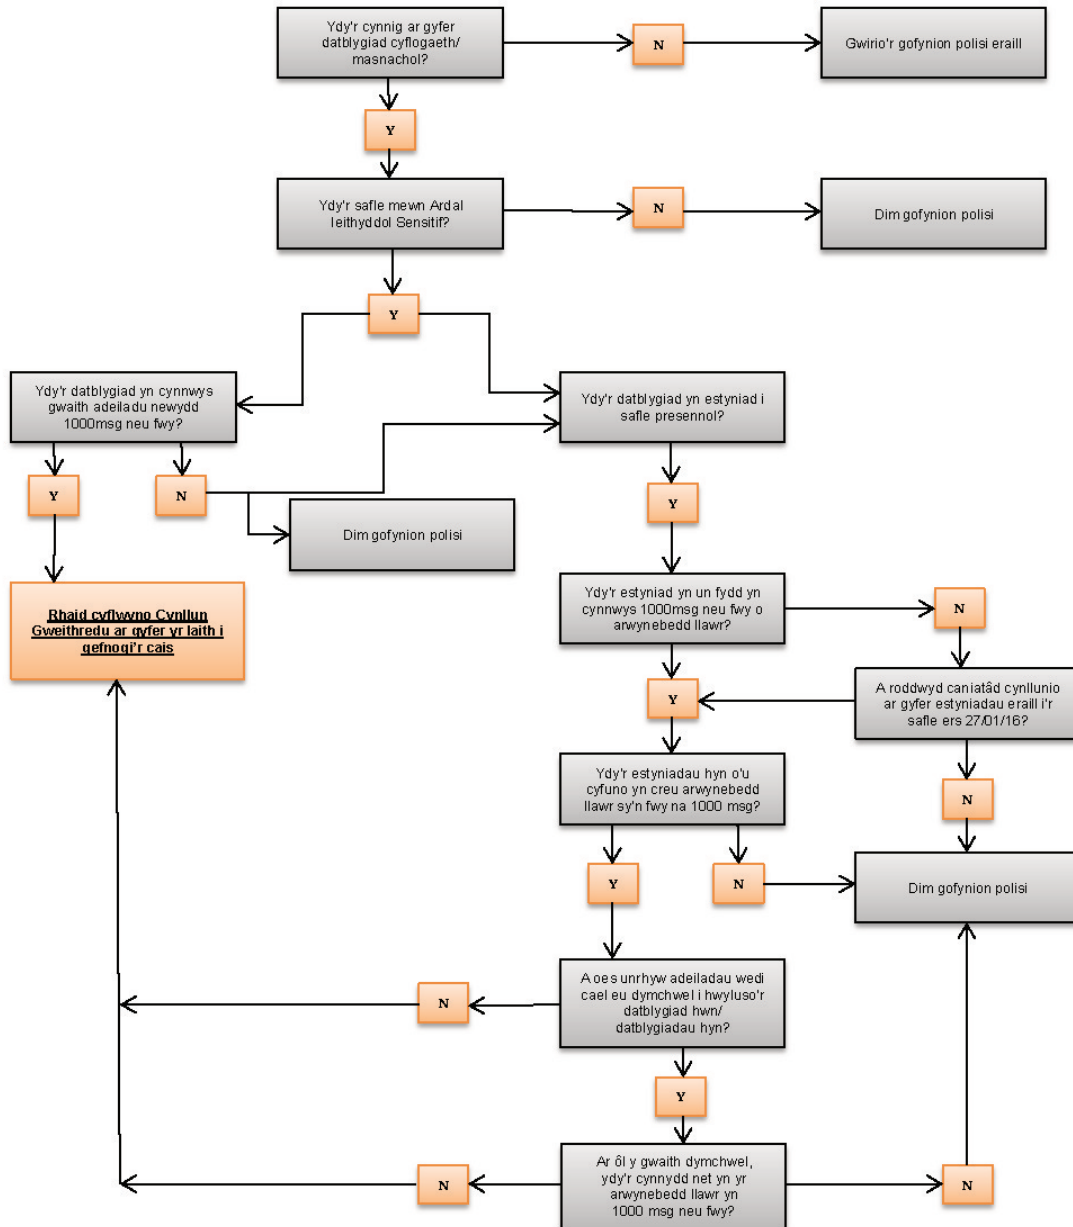 Ydy'r cynnig ar gyfer
datblygiad cyflogaeth/
masnachol?
N
Gwirio'r gofynion polisi eraill
Y
Ydy'r safle mewn Ardal
Ieithyddol Sensitif?
N
Dim gofynion polisi
Y
Ydy'r datblygiad yn cynnwys
gwaith adeiladu newydd
1000msg neu fwy?
Ydy'r datblygiad yn estyniad i
safle presennol?
Y
N
Y
Dim gofynion polisi
Rhaid cyflwyno Cynllun
Gweithredu ar gyfer yr Iaith i
gefnogi'r cais
Ydy'r estyniad yn un fydd yn
cynnwys 1000msg neu fwy o
arwynebedd llawr?
N
Y
A roddwyd caniatâd cynllunio
ar gyfer estyniadau eraill i'r
safle ers 27/01/16?
Ydy'r estyniadau hyn o'u
cyfuno yn creu arwynebedd
llawr sy'n fwy na 1000 msg?
N
Y
N
Dim gofynion polisi
A oes unrhyw adeiladau wedi
cael eu dymchwel i hwyluso'r
datblygiad hwn/
datblygiadau hyn?
N
Y
Ar ôl y gwaith dymchwel,
ydy'r cynnydd net yn yr
arwynebedd llawr yn
1000 msg neu fwy?
N
N